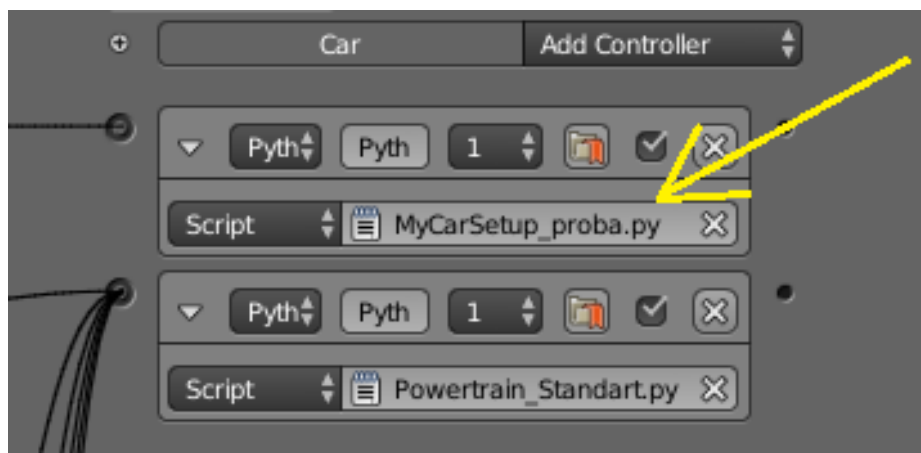 Car Add Controller
Pyth Pyth 1
Script MyCarSetup_proba.py
Pyth Pyth 1
Script Powertrain_Standart.py